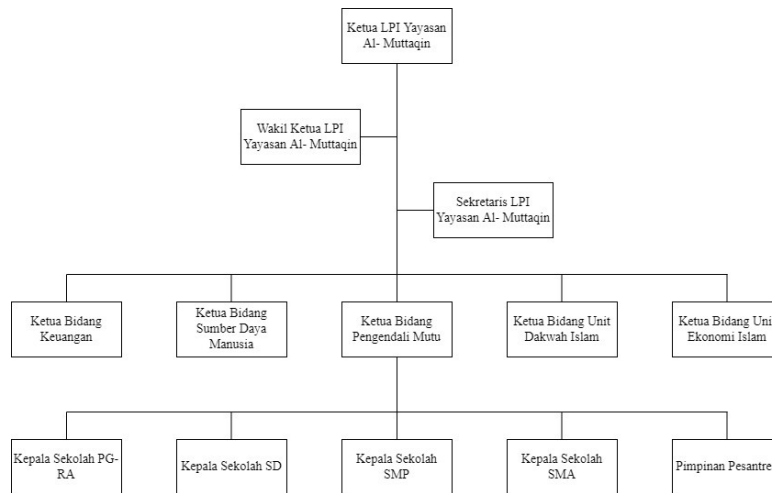 Ketua LPI Yayasan
Al- Muttaqin
Wakil Ketua LPI
Yayasan Al- Muttaqin
Sekretaris LPI
Yayasan Al- Muttaqin
Ketua Bidang
Keuangan
Ketua Bidang
Sumber Daya
Manusia
Ketua Bidang
Pengendali Mutu
Ketua Bidang Unit
Dakwah Islam
Ketua Bidang Uni
Ekonomi Islam
Kepala Sekolah PG-
RA
Kepala Sekolah SD
Kepala Sekolah
SMP
Kepala Sekolah
SMA
Pimpinan Pesantre